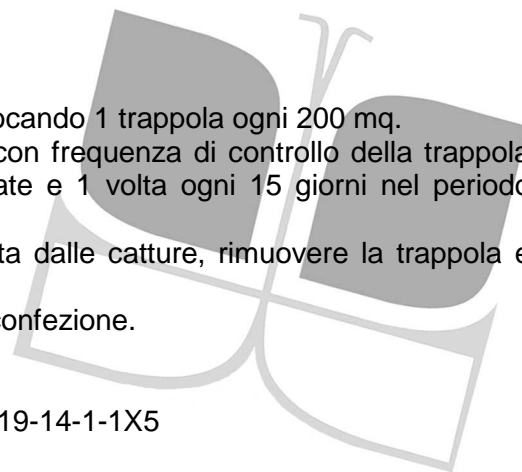 ocando 1 trappola ogni 200 mq.
con frequenza di controllo della trappola
ate e 1 volta ogni 15 giorni nel periodo
ta dalle catture, rimuovere la trappola e
confezione.
19-14-1-1X5